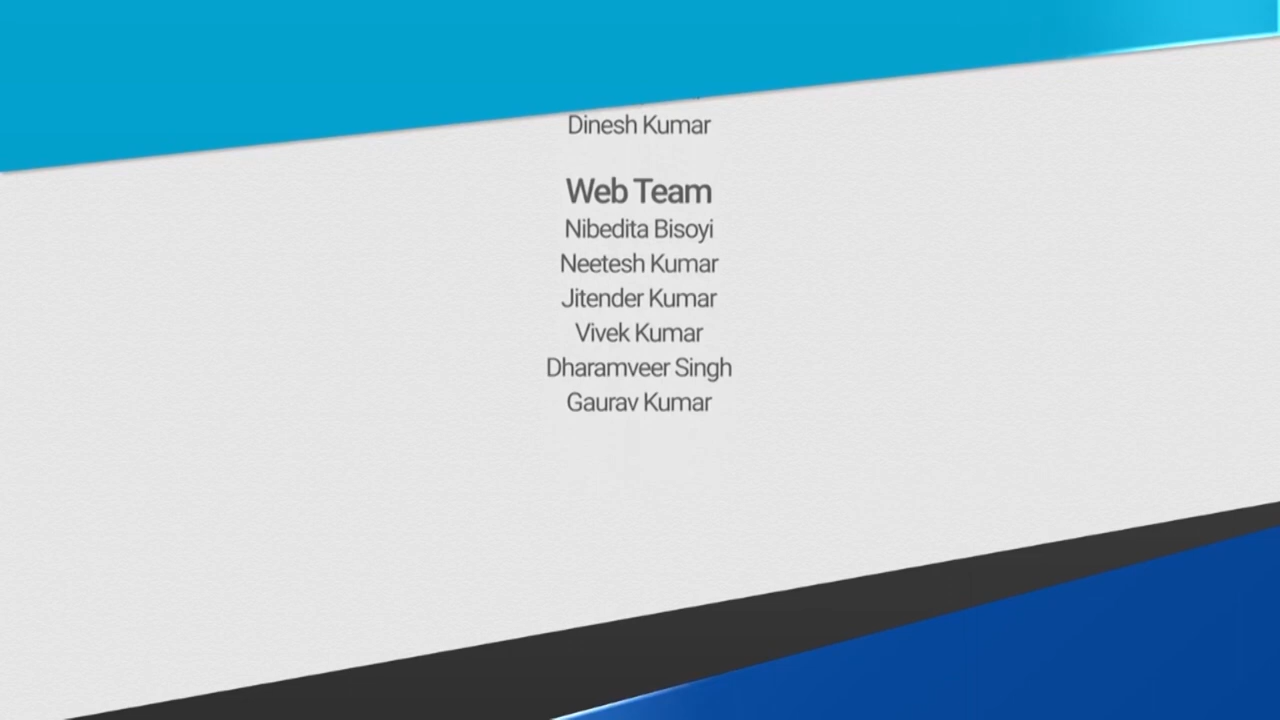 Dinesh Kumar
Web Team
Nibedita Bisoyi
Neetesh Kumar
Jitender Kumar
Vivek Kumar
Dharamveer Singh
Gaurav Kumar